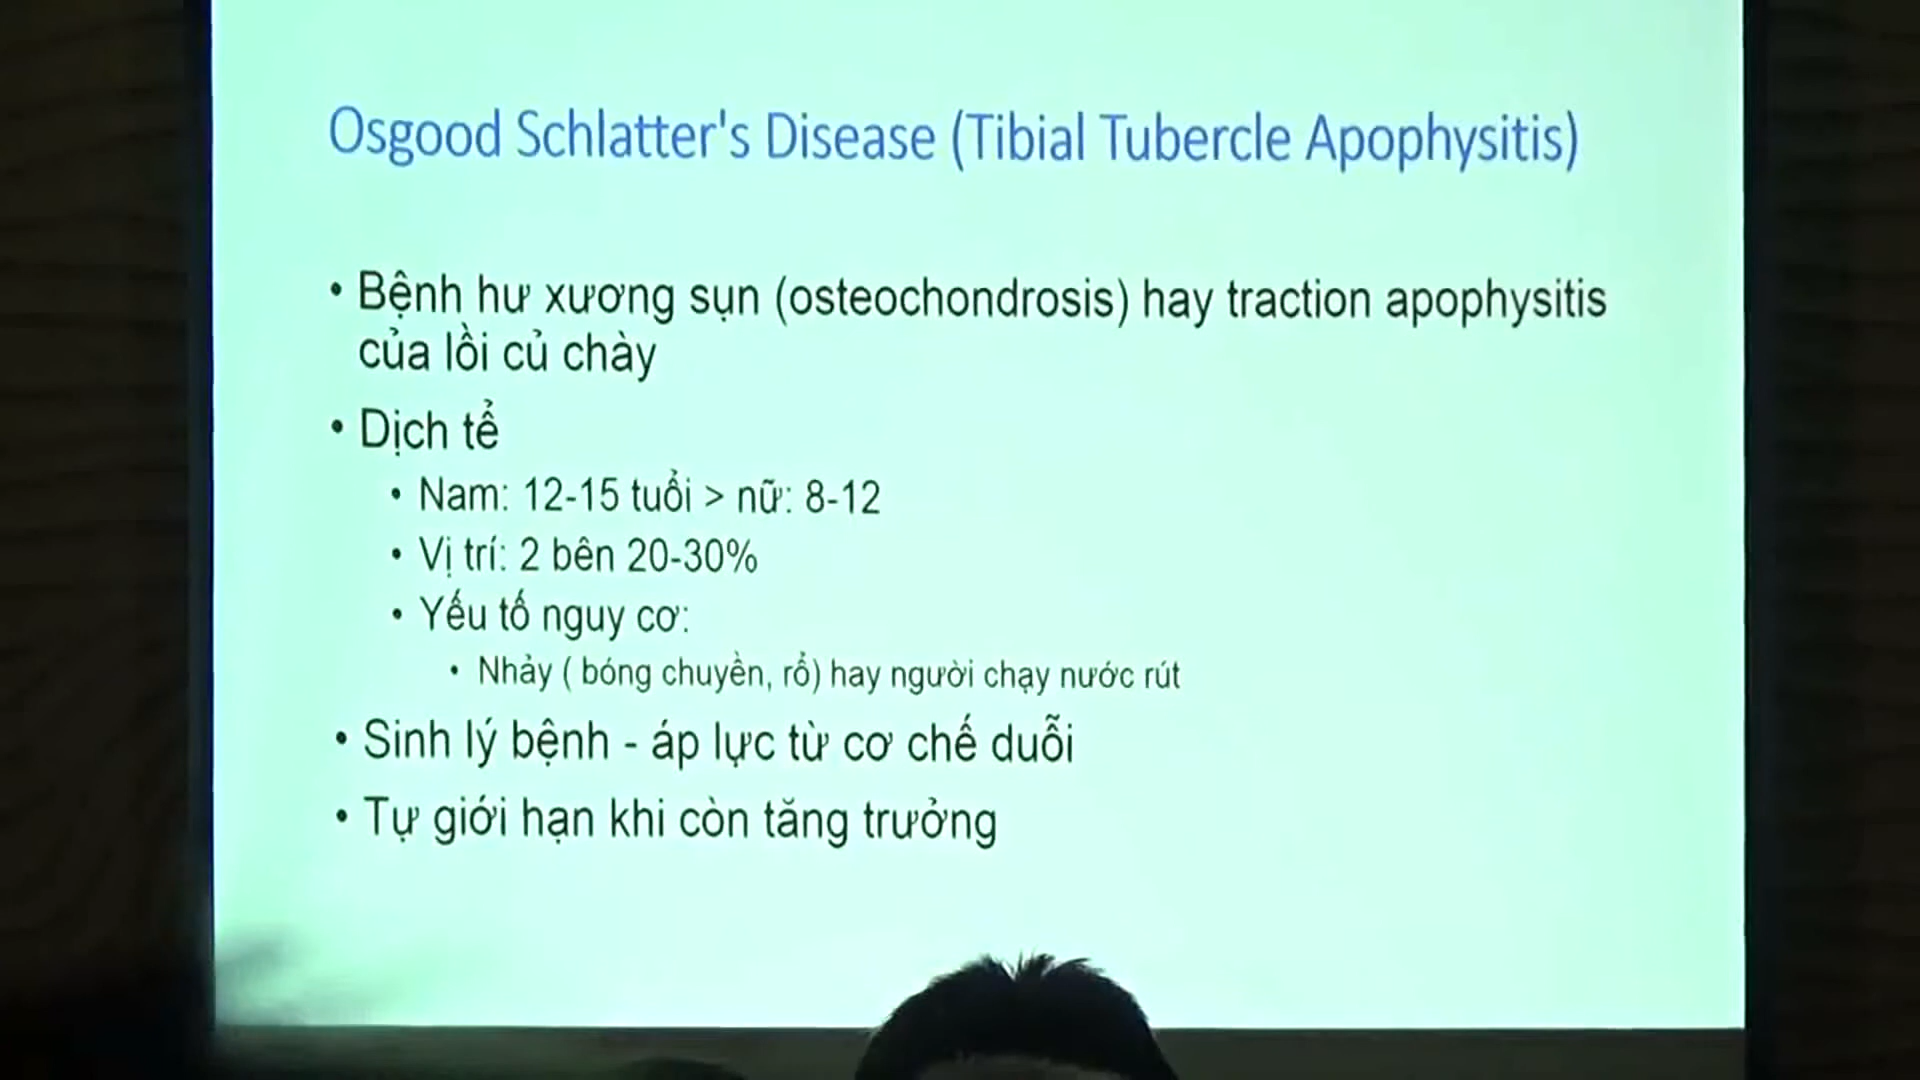 Osgood Schlatter's Disease (Tibial Tubercle Apophysitis)
• Bệnh hư xương sụn (osteochondrosis) hay traction apophysitis
của lồi củ chày
• Dịch tể
• Nam: 12-15 tuổi > nữ: 8-12
• Vị trí: 2 bên 20-30%
• Yếu tố nguy cơ:
• Nhảy ( bóng chuyền, rổ) hay người chạy nước rút
• Sinh lý bệnh - áp lực từ cơ chế duỗi
• Tự giới hạn khi còn tăng trưởng